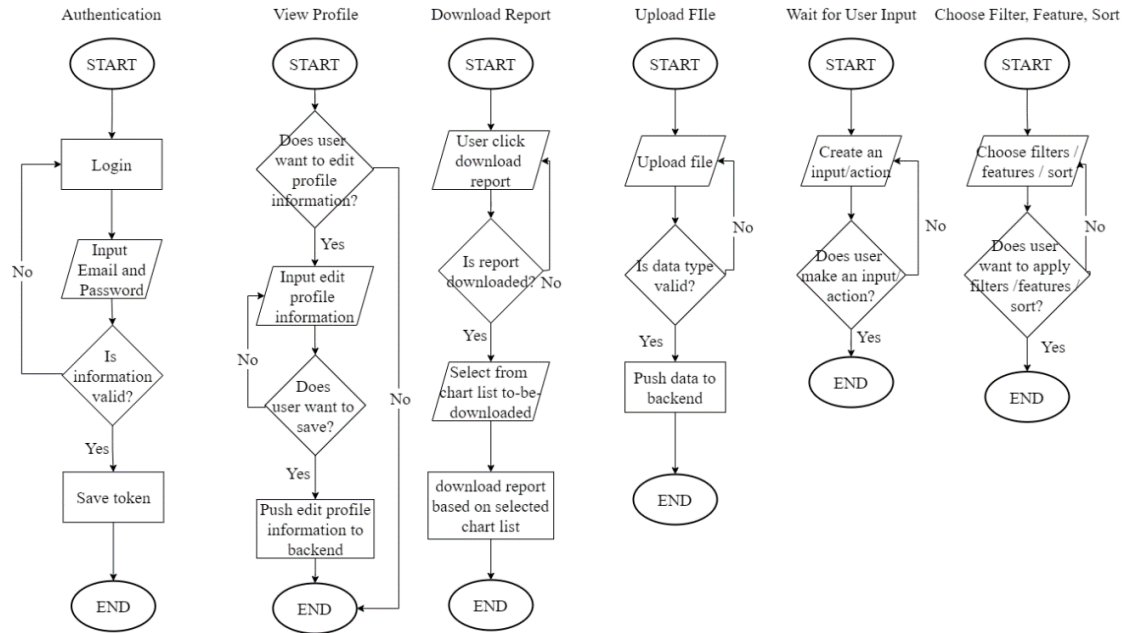 Authentication
START
Login
Input
Email and
Password
No
Is
information
valid?
Yes
Save token
END
View Profile
START
Does user
want to edit
profile
information?
Yes
Input edit
profile
information
No
Does
user want to
save?
No
Yes
Push edit profile
information to
backend
END
Download Report
START
User click
download
report
Is report
downloaded?
No
Yes
Select from
chart list to-be-
downloaded
download report
based on selected
chart list
END
Upload FIle
START
Upload file
No
Is data type
valid?
Yes
Push data to
backend
END
Wait for User Input
START
Create an
input/action
No
Does user
make an input/
action?
Yes
END
Choose Filter, Feature, Sort
START
Choose filters /
features / sort
No
Does user
want to apply
filters /features /
sort?
Yes
END